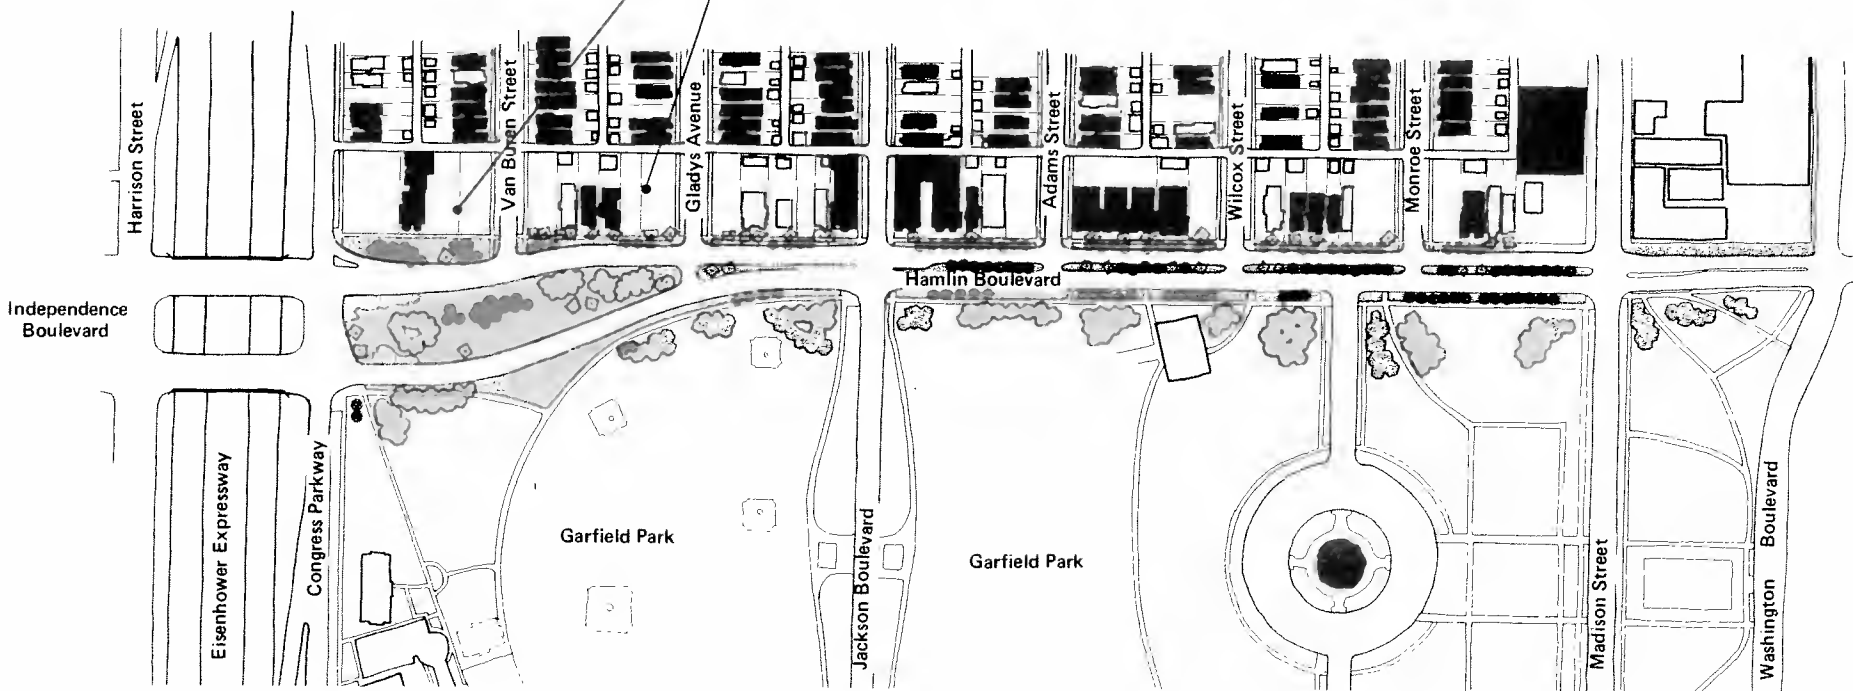 Harrison Street
Van Buren Street
Gladys Avenue
Adams Street
Wilcox Street
Monroe Street
Hamlin Boulevard
Independence
Boulevard
Eisenhower Expressway
Congress Parkway
Garfield Park
Jackson Boulevard
Garfield Park
Madison Street
Washington Boulevard